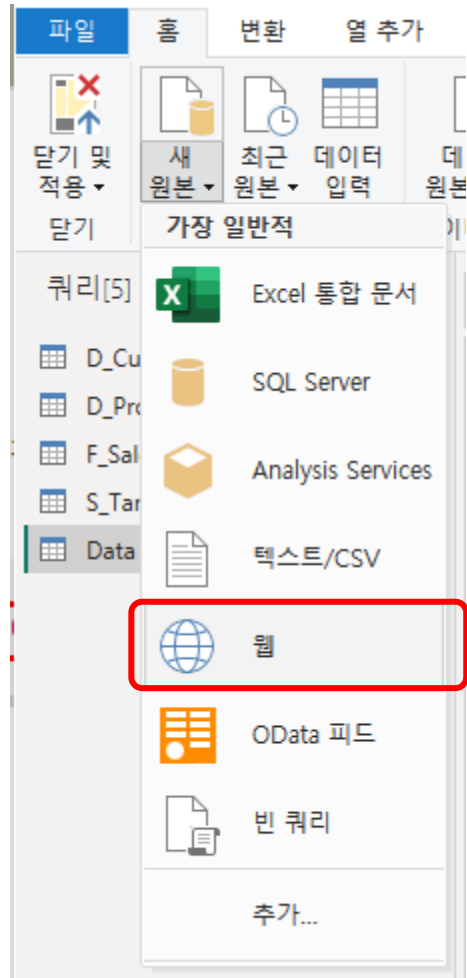 파일 홈 변환 열 추가
닫기 및
적용
새
원본
최근
원본
데이터
입력
데
원본
닫기
가장 일반적
쿼리[5]
Excel 통합 문서
D_Cu
D_Pro
SQL Server
F_Sal
S_Tar
Analysis Services
Data
텍스트/CSV
웹
OData 피드
빈 쿼리
추가...